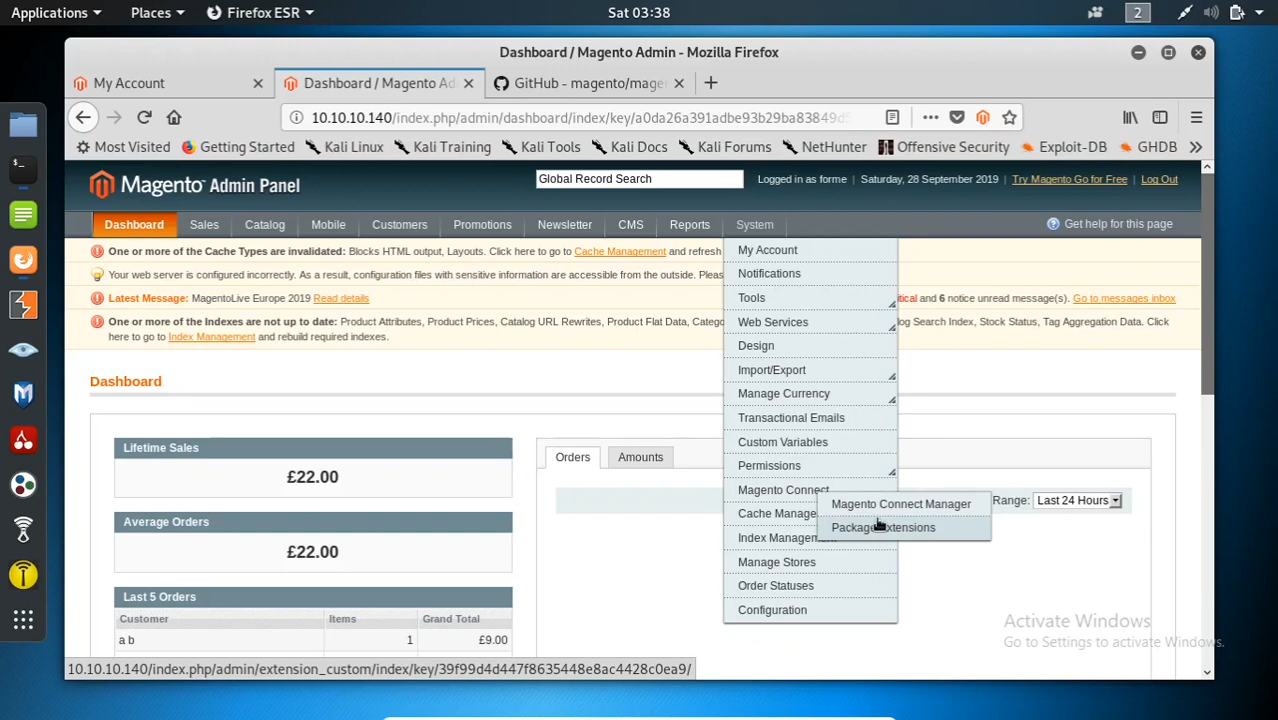 Applications Places Firefox ESR Sat 03:38 2
Dashboard / Magento Admin - Mozilla Firefox
My Account Dashboard / Magento Ad GitHub - magento/mage
10.10.10.140/index.php/admin/dashboard/index/key/a0da26a391adbe93b29ba83849d5
Most Visited Getting Started Kali Linux Kali Training Kali Tools Kali Docs Kali Forums NetHunter Offensive Security Exploit-DB GHDB
Magento Admin Panel Global Record Search Logged in as forme Saturday, 28 September 2019 Try Magento Go for Free Log Out
Dashboard Sales Catalog Mobile Customers Promotions Newsletter CMS Reports System Get help for this page
One or more of the Cache Types are invalidated: Blocks HTML output, Layouts. Click here to go to Cache Management and refresh
Your web server is configured incorrectly. As a result, configuration files with sensitive information are accessible from the outside. Pleas
Latest Message: MagentoLive Europe 2019 Read details itical and 6 notice unread message(s). Go to messages inbox
One or more of the Indexes are not up to date: Product Attributes, Product Prices, Catalog URL Rewrites, Product Flat Data, Catego log Search Index, Stock Status, Tag Aggregation Data. Click
here to go to Index Management and rebuild required indexes.
My Account
Notifications
Tools
Web Services
Design
Import/Export
Manage Currency
Transactional Emails
Custom Variables
Permissions
Magento Connect
Cache Manage
Index Management
Manage Stores
Order Statuses
Configuration
Magento Connect Manager
Package Extensions
Dashboard
Lifetime Sales
£22.00
Average Orders
£22.00
Last 5 Orders
Customer Items Grand Total
a b 1 £9.00
Orders Amounts
Range: Last 24 Hours
Activate Windows
Go to Settings to activate Windows.
10.10.10.140/index.php/admin/extension_custom/index/key/39f99d4d447f8635448e8ac4428c0ea9/